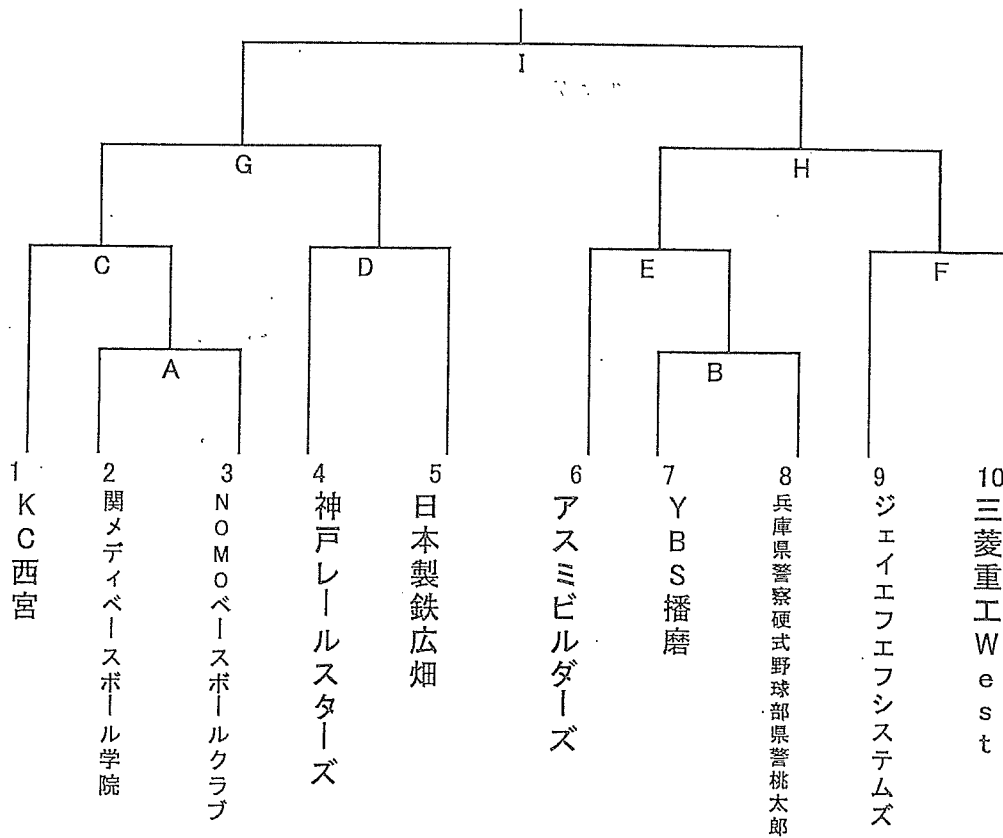 I
G
H
C
D
E
F
A
B
1
KC西宮
2
関メディベースボール学院
3
NOMOベースボールクラブ
4
神戸レールスターズ
5
日本製鉄広畑
6
アスミビルダーズ
7
YBS播磨
8
兵庫県警察硬式野球部県警桃太郎
9
ジェイエフエフシステムズ
10
三菱重工West